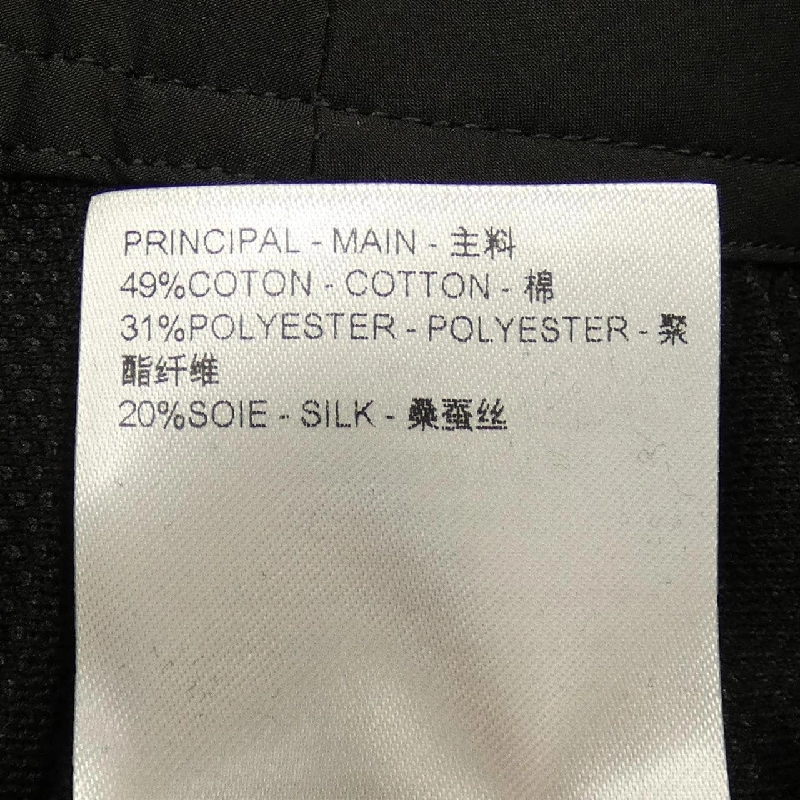 PRINCIPAL - MAIN - 主料
49%COTON - COTTON - 棉
31%POLYESTER - POLYESTER - 聚
酯纤维
20%SOIE - SILK - 桑蚕丝